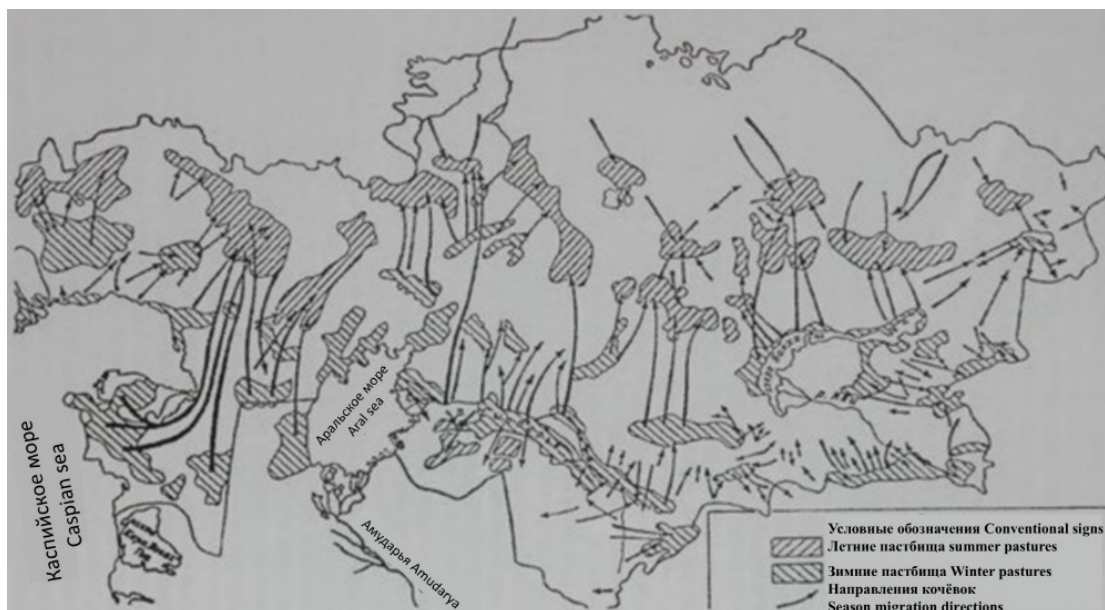 Каспийское море
Caspian sea
Аральское море
Aral sea
Амударья Amudarya
Условные обозначения Conventional signs
Летние пастбища summer pastures
Зимние пастбища Winter pastures
Направления кочёвок
Season migration directions